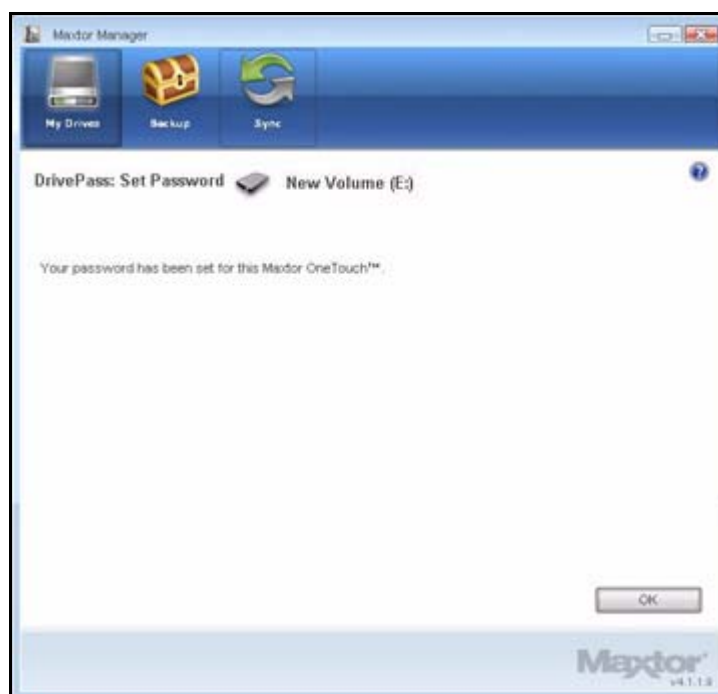 Maxtor Manager
My Drives
Backup
Sync
DrivePass: Set Password
New Volume (E:)
Your password has been set for this Maxtor OneTouch™.
OK
Maxtor